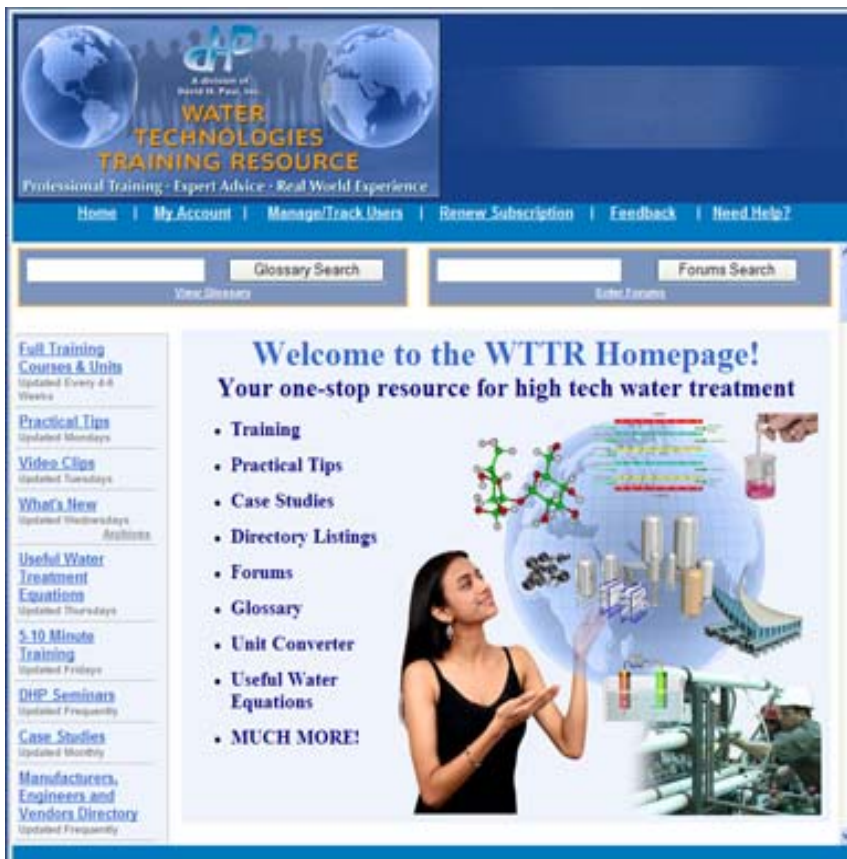 dHP
A division of
David H. Paul, Inc.
WATER
TECHNOLOGIES
TRAINING RESOURCE
Professional Training - Expert Advice - Real World Experience
Home | My Account | Manage/Track Users | Renew Subscription | Feedback | Need Help?
Glossary Search
View Glossary
Forums Search
Enter Forums
Full Training
Courses & Units
Updated Every 4-6
Weeks
Practical Tips
Updated Mondays
Video Clips
Updated Tuesdays
What's New
Updated Wednesdays
Archives
Useful Water
Treatment
Equations
Updated Thursdays
5-10 Minute
Training
Updated Fridays
DHP Seminars
Updated Frequently
Case Studies
Updated Monthly
Manufacturers,
Engineers and
Vendors Directory
Updated Frequently
Welcome to the WTTR Homepage!
Your one-stop resource for high tech water treatment
• Training
• Practical Tips
• Case Studies
• Directory Listings
• Forums
• Glossary
• Unit Converter
• Useful Water
Equations
• MUCH MORE!